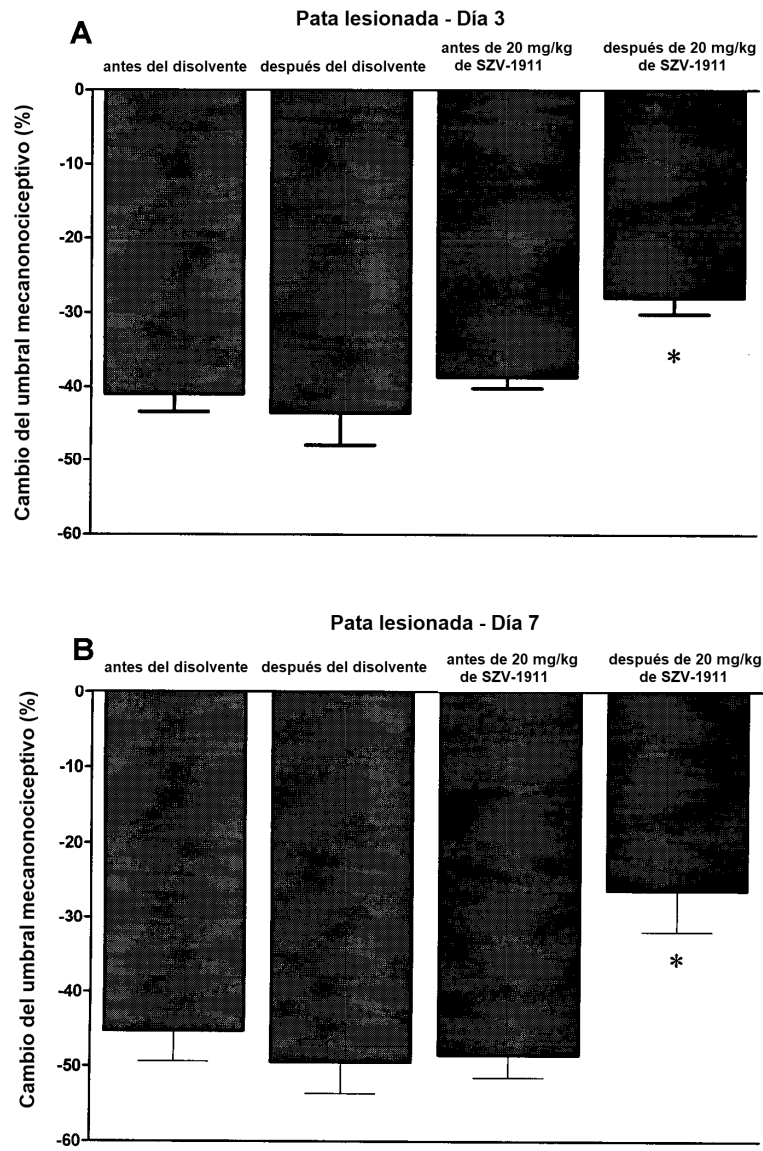 A
Pata lesionada - Día 3
antes del disolvente
después del disolvente
antes de 20 mg/kg
de SZV-1911
después de 20 mg/kg
de SZV-1911
Cambio del umbral mecanonociceptivo (%)
0
-10
-20
-30
-40
-50
-60
*
B
Pata lesionada - Día 7
antes del disolvente
después del disolvente
antes de 20 mg/kg
de SZV-1911
después de 20 mg/kg
de SZV-1911
Cambio del umbral mecanonociceptivo (%)
0
-10
-20
-30
-40
-50
-60
*